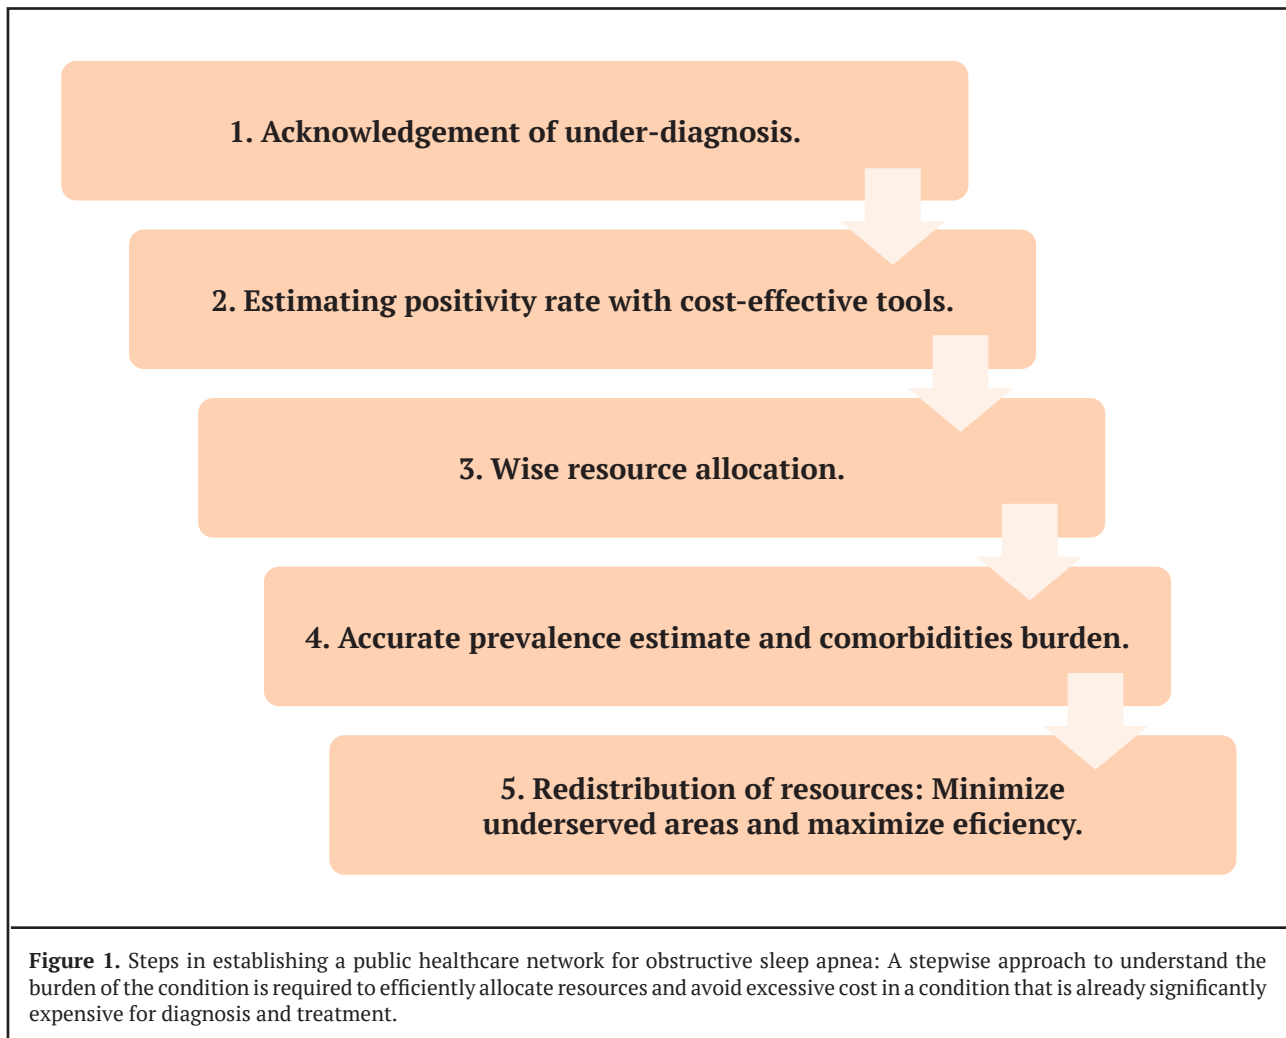 1. Acknowledgement of under-diagnosis.
2. Estimating positivity rate with cost-effective tools.
3. Wise resource allocation.
4. Accurate prevalence estimate and comorbidities burden.
5. Redistribution of resources: Minimize
underserved areas and maximize eficiency.
Figure 1. Steps in establishing a public healthcare network for obstructive sleep apnea: A stepwise approach to understand the
burden of the condition is required to efficiently allocate resources and avoid excessive cost in a condition that is already significantly
expensive for diagnosis and treatment.